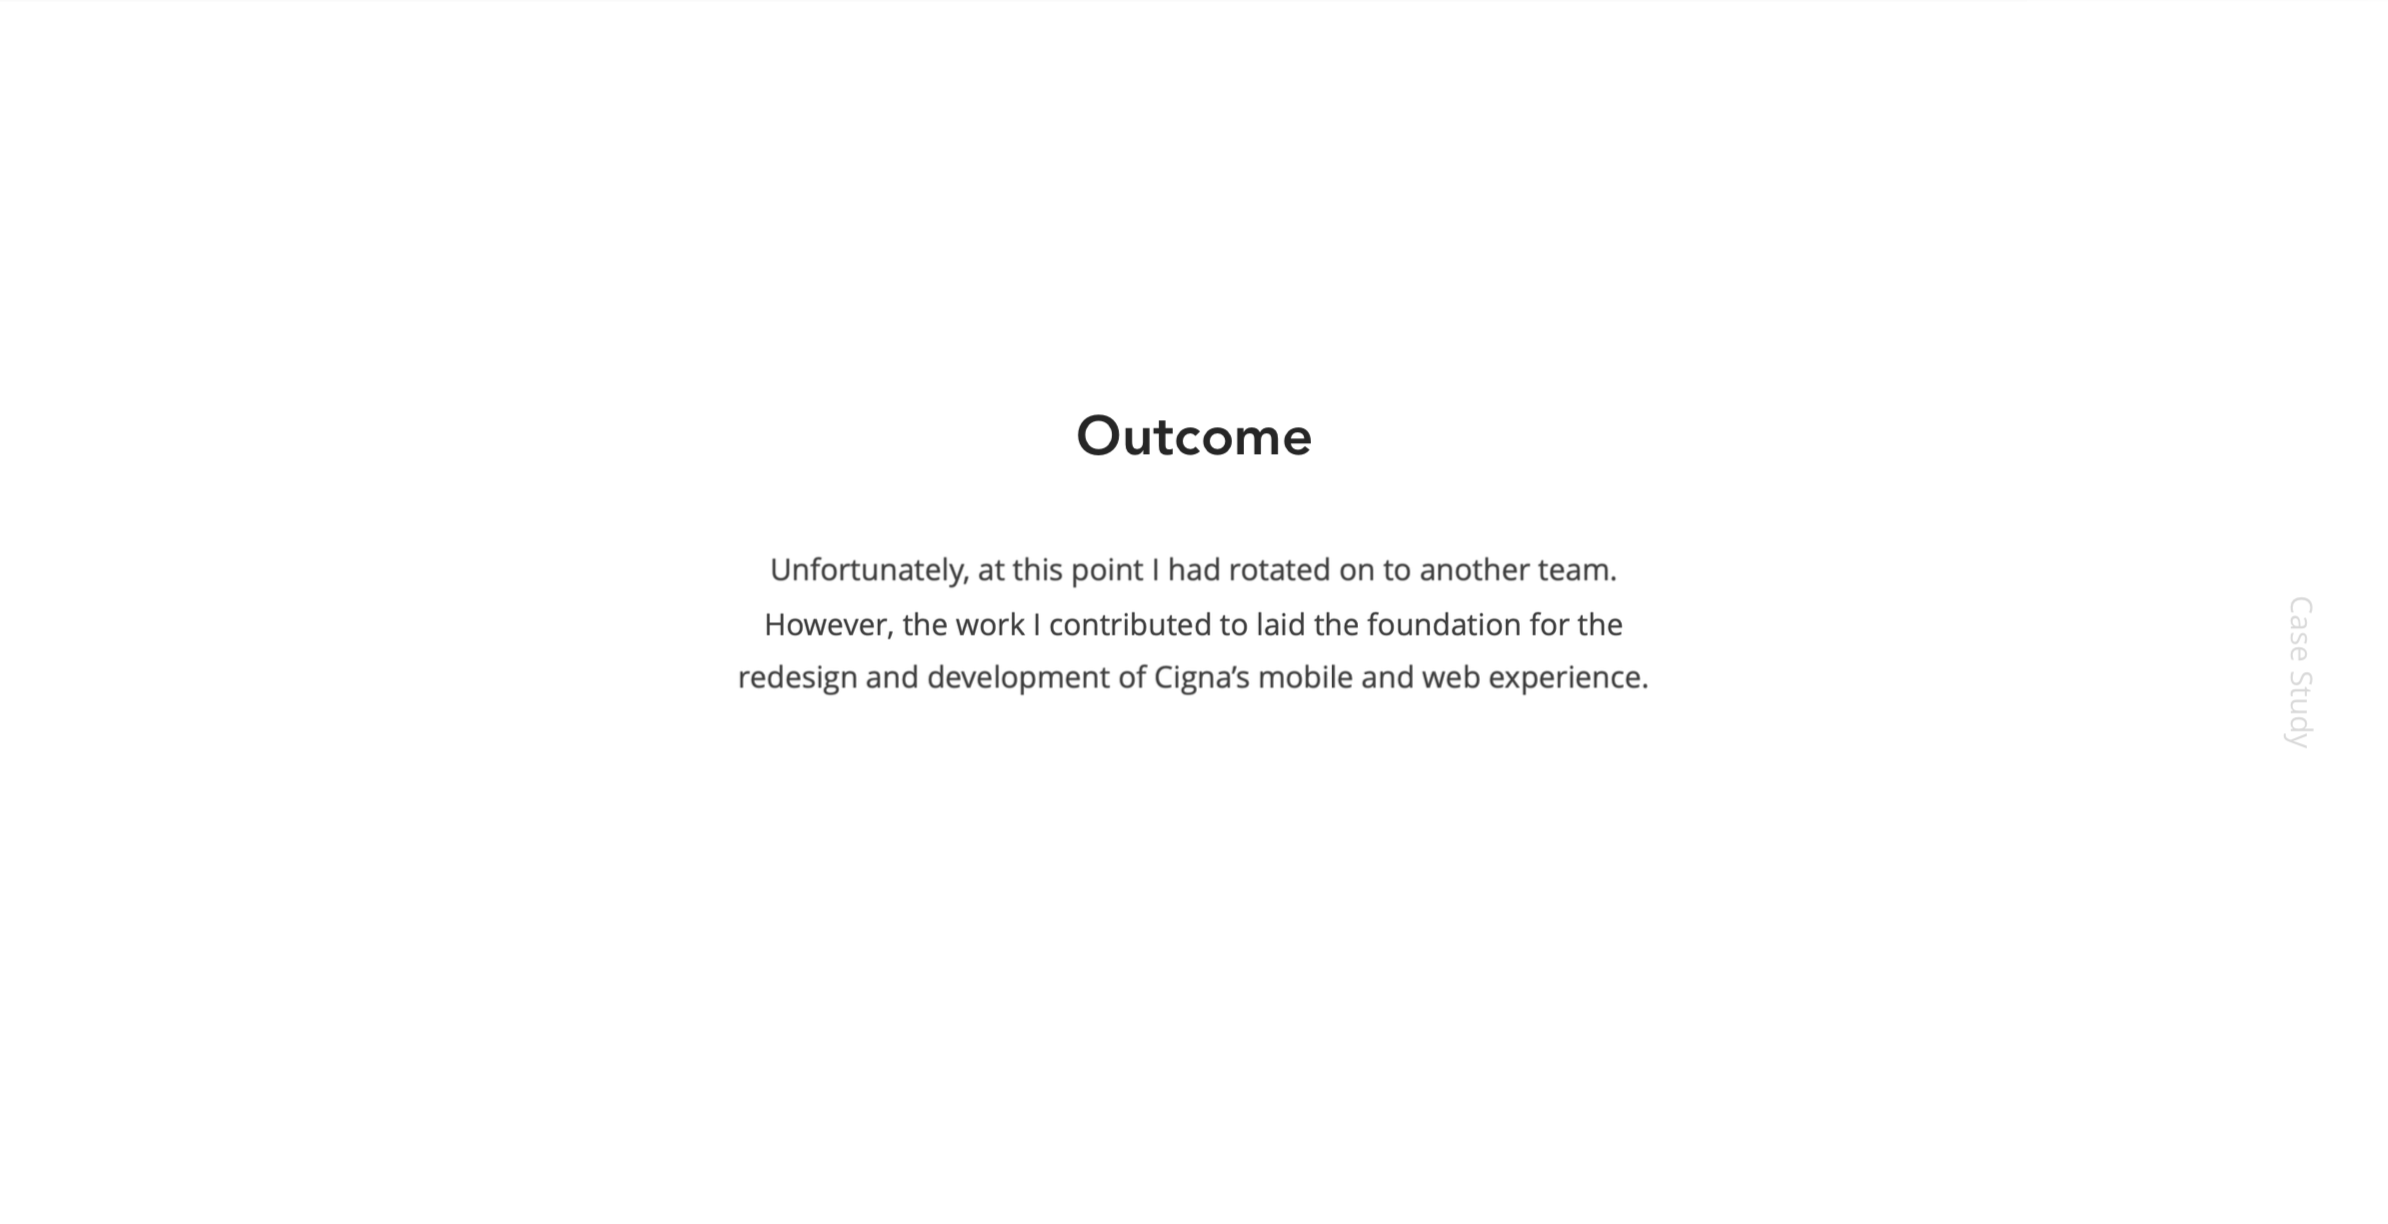 Outcome
Unfortunately, at this point I had rotated on to another team.
However, the work I contributed to laid the foundation for the
redesign and development of Cigna’s mobile and web experience.
Case Study